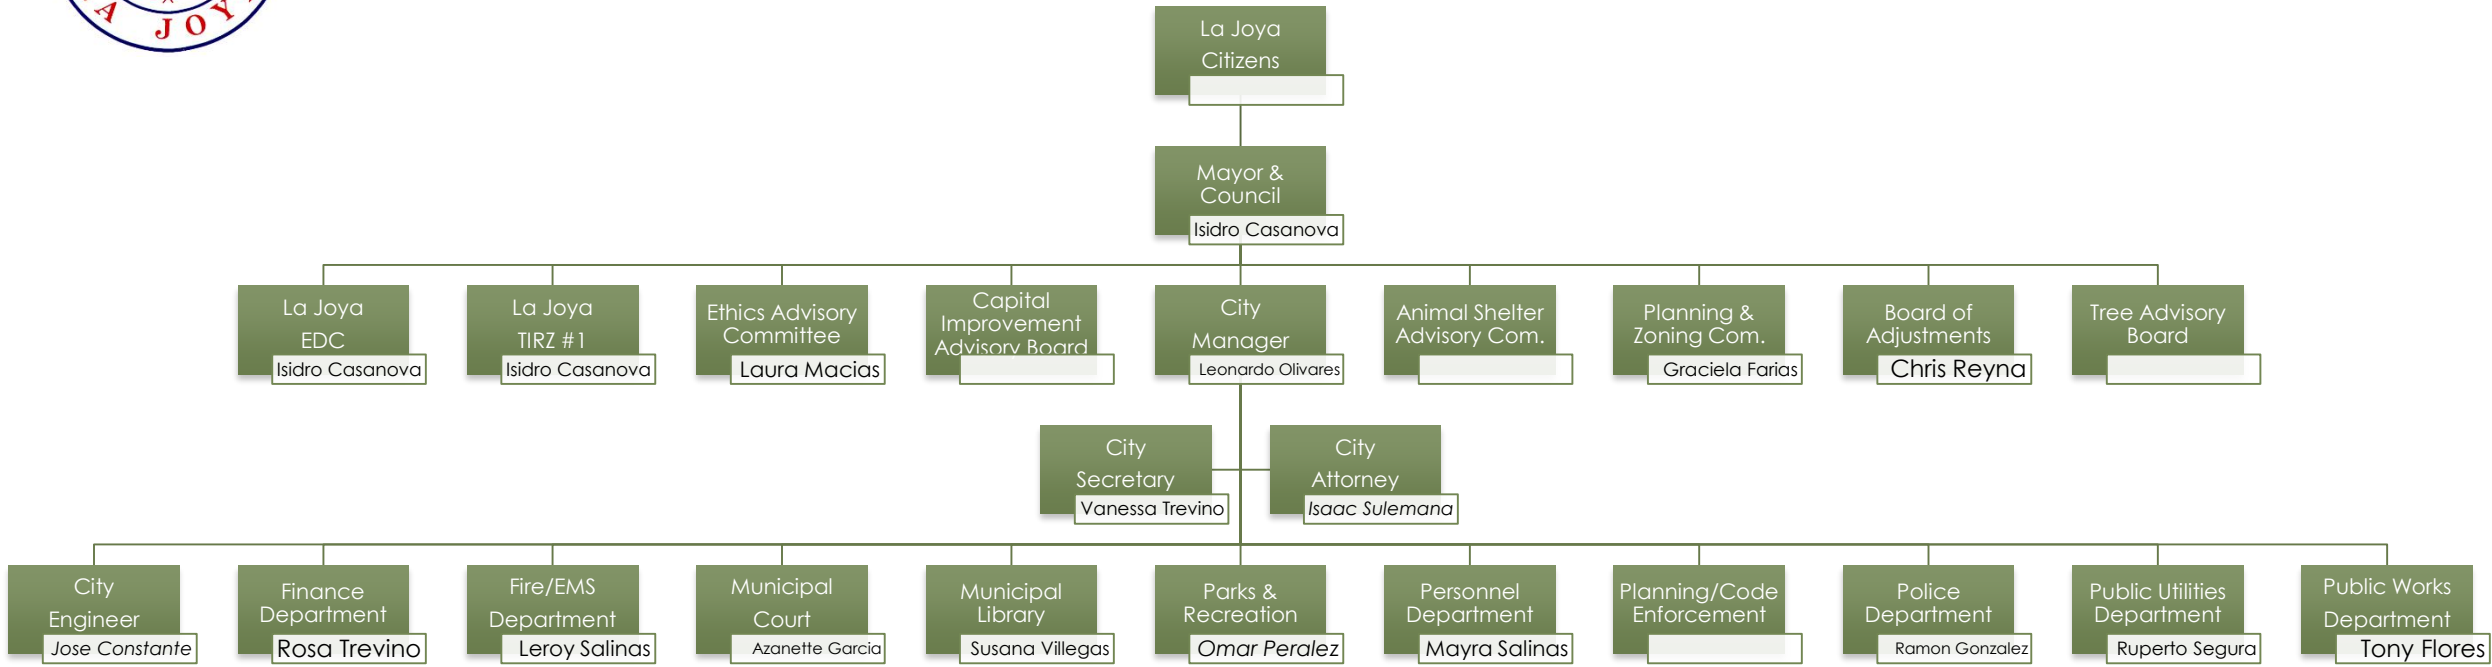 A JOY
La Joya
Citizens
Mayor &
Council
Isidro Casanova
La Joya
EDC
Isidro Casanova
La Joya
TIRZ #1
Isidro Casanova
Ethics Advisory
Committee
Laura Macias
Capital
Improvement
Advisory Board
City
Manager
Leonardo Olivares
Animal Shelter
Advisory Com.
Planning &
Zoning Com.
Graciela Farias
Board of
Adjustments
Chris Reyna
Tree Advisory
Board
City
Secretary
Vanessa Trevino
City
Attorney
Isaac Sulemana
City
Engineer
Jose Constante
Finance
Department
Rosa Trevino
Fire/EMS
Department
Leroy Salinas
Municipal
Court
Azanette Garcia
Municipal
Library
Susana Villegas
Parks &
Recreation
Omar Peralez
Personnel
Department
Mayra Salinas
Planning/Code
Enforcement
Police
Department
Ramon Gonzalez
Public Utilities
Department
Ruperto Segura
Public Works
Department
Tony Flores